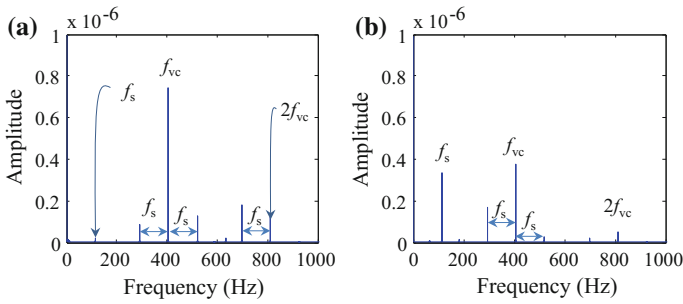 (a)
x 10^-6
1
0.8
0.6
0.4
0.2
0
Amplitude
f_s
f_vc
2f_vc
f_s
f_s
f_s
0 200 400 600 800 1000
Frequency (Hz)
(b)
x 10^-6
1
0.8
0.6
0.4
0.2
0
Amplitude
f_s
f_vc
f_s
f_s
2f_vc
0 200 400 600 800 1000
Frequency (Hz)